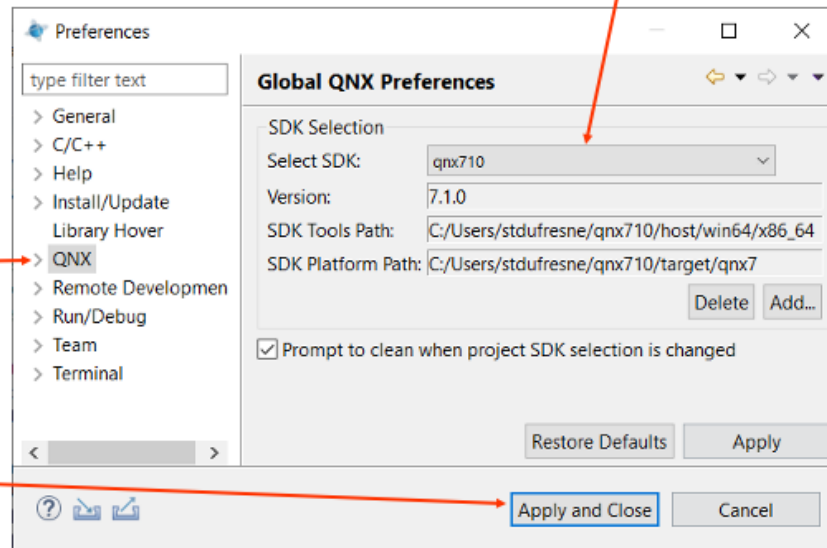 Preferences
type filter text
General
C/C++
Help
Install/Update
Library Hover
QNX
Remote Developmen
Run/Debug
Team
Terminal
Global QNX Preferences
SDK Selection
Select SDK: qnx710
Version: 7.1.0
SDK Tools Path: C:/Users/stdufresne/qnx710/host/win64/x86_64
SDK Platform Path: C:/Users/stdufresne/qnx710/target/qnx7
Delete Add...
Prompt to clean when project SDK selection is changed
Restore Defaults Apply
Apply and Close Cancel